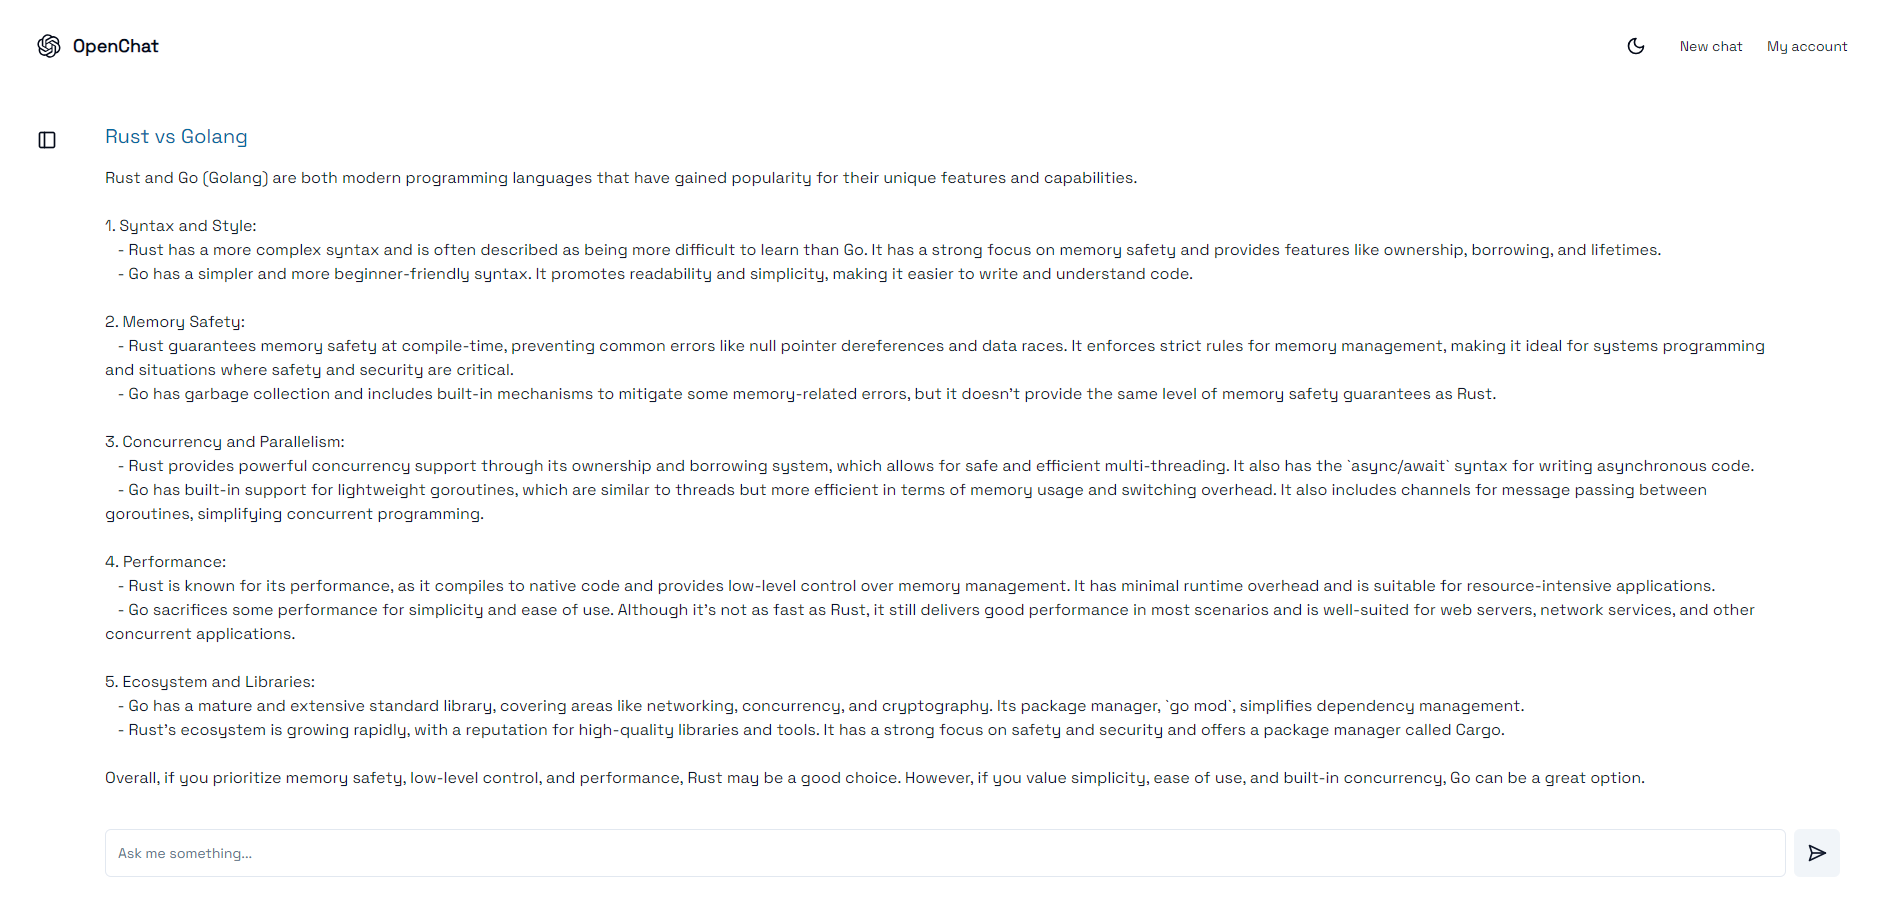 OpenChat
New chat
My account
Rust vs Golang
Rust and Go (Golang) are both modern programming languages that have gained popularity for their unique features and capabilities.
1. Syntax and Style:
- Rust has a more complex syntax and is often described as being more difficult to learn than Go. It has a strong focus on memory safety and provides features like ownership, borrowing, and lifetimes.
- Go has a simpler and more beginner-friendly syntax. It promotes readability and simplicity, making it easier to write and understand code.
2. Memory Safety:
- Rust guarantees memory safety at compile-time, preventing common errors like null pointer dereferences and data races. It enforces strict rules for memory management, making it ideal for systems programming
and situations where safety and security are critical.
- Go has garbage collection and includes built-in mechanisms to mitigate some memory-related errors, but it doesn't provide the same level of memory safety guarantees as Rust.
3. Concurrency and Parallelism:
- Rust provides powerful concurrency support through its ownership and borrowing system, which allows for safe and efficient multi-threading. It also has the `async/await` syntax for writing asynchronous code.
- Go has built-in support for lightweight goroutines, which are similar to threads but more efficient in terms of memory usage and switching overhead. It also includes channels for message passing between
goroutines, simplifying concurrent programming.
4. Performance:
- Rust is known for its performance, as it compiles to native code and provides low-level control over memory management. It has minimal runtime overhead and is suitable for resource-intensive applications.
- Go sacrifices some performance for simplicity and ease of use. Although it's not as fast as Rust, it still delivers good performance in most scenarios and is well-suited for web servers, network services, and other
concurrent applications.
5. Ecosystem and Libraries:
- Go has a mature and extensive standard library, covering areas like networking, concurrency, and cryptography. Its package manager, `go mod`, simplifies dependency management.
- Rust's ecosystem is growing rapidly, with a reputation for high-quality libraries and tools. It has a strong focus on safety and security and offers a package manager called Cargo.
Overall, if you prioritize memory safety, low-level control, and performance, Rust may be a good choice. However, if you value simplicity, ease of use, and built-in concurrency, Go can be a great option.
Ask me something...